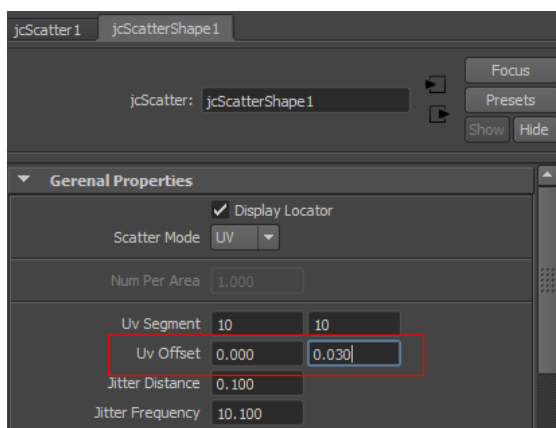 jcScatter1 jcScatterShape1
Focus
jcScatter: jcScatterShape1 Presets
Show Hide
Gerenal Properties
Display Locator
Scatter Mode UV
Num Per Area 1.000
Uv Segment 10 10
Uv Offset 0.000 0.030
Jitter Distance 0.100
Jitter Frequency 10.100